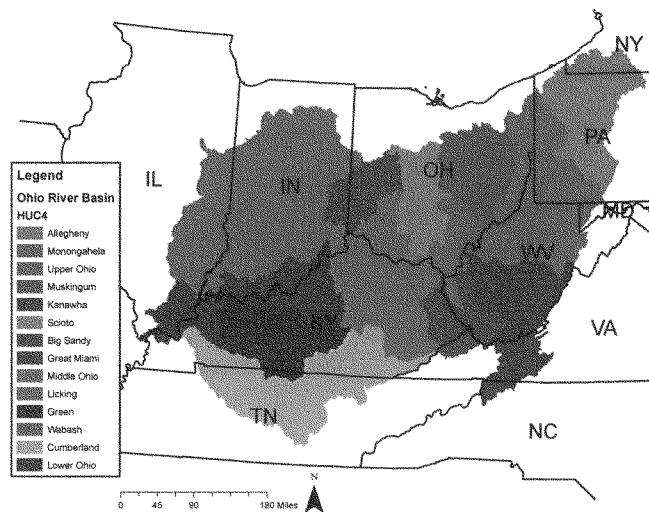 NY
PA
OH
IL
IN
MD
WV
KY
VA
TN
NC
Legend
Ohio River Basin
HUC4
Allegheny
Monongahela
Upper Ohio
Muskingum
Kanawha
Scioto
Big Sandy
Great Miami
Middle Ohio
Licking
Green
Wabash
Cumberland
Lower Ohio
N
0 45 90 180 Miles